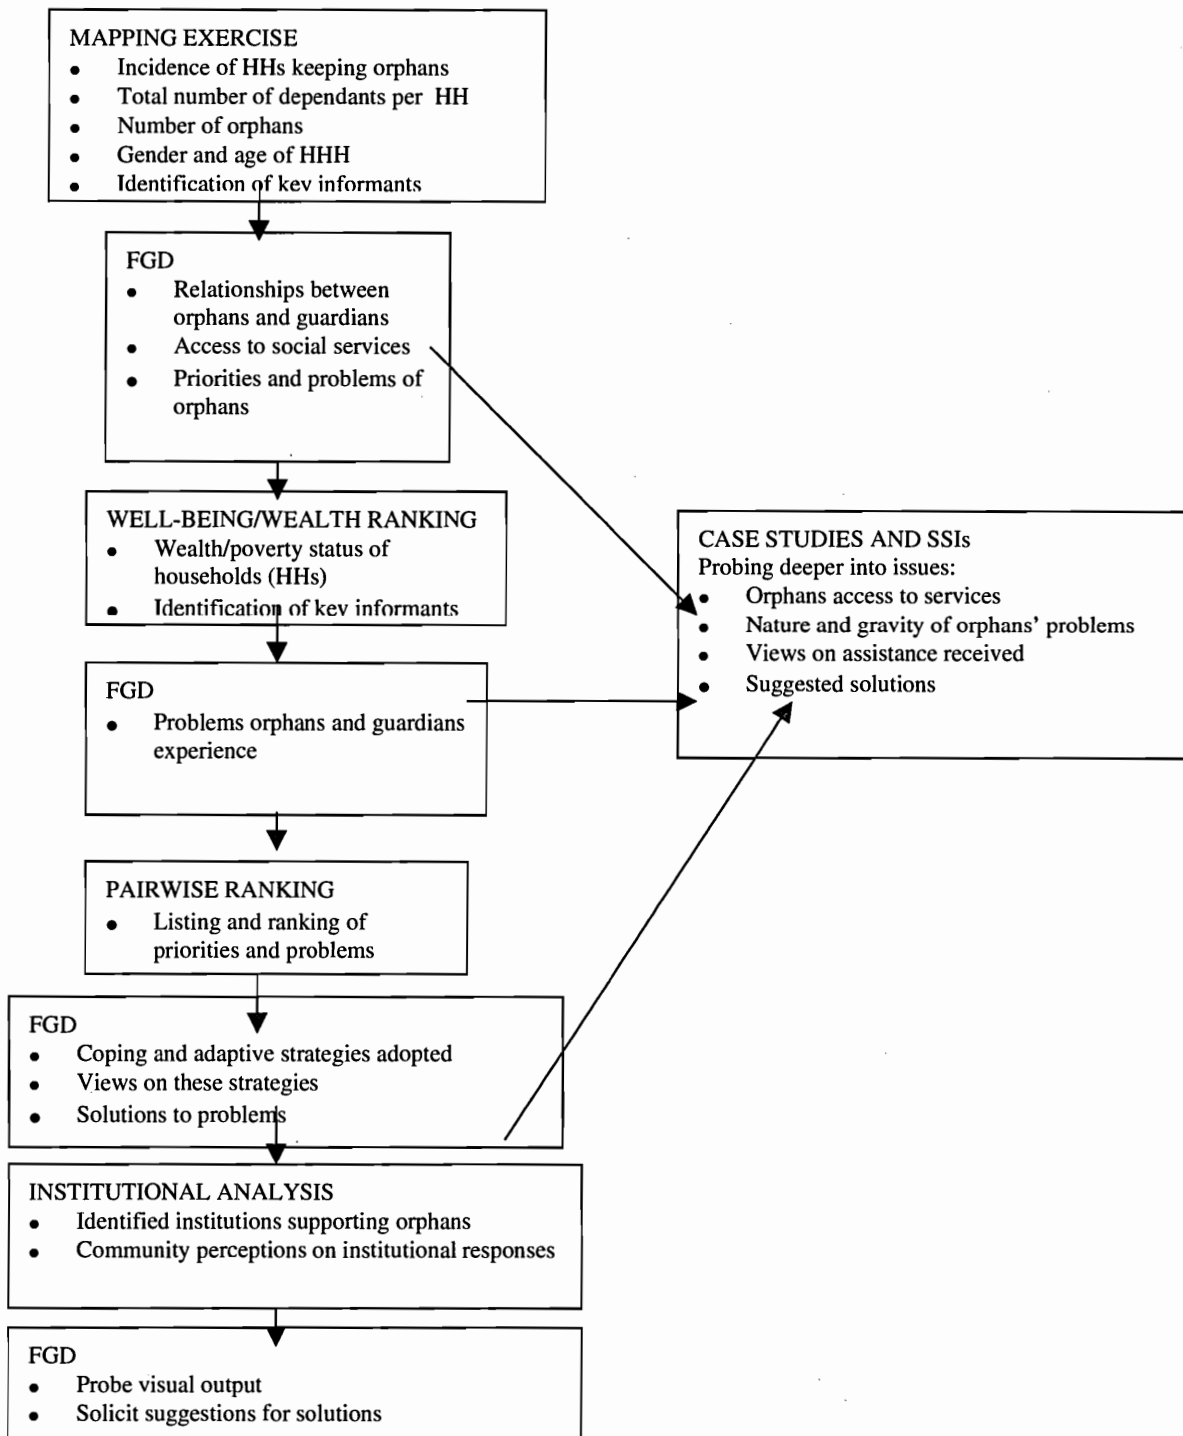 MAPPING EXERCISE
• Incidence of HHs keeping orphans
• Total number of dependants per HH
• Number of orphans
• Gender and age of HHH
• Identification of key informants
FGD
• Relationships between
orphans and guardians
• Access to social services
• Priorities and problems of
orphans
WELL-BEING/WEALTH RANKING
• Wealth/poverty status of
households (HHs)
• Identification of key informants
CASE STUDIES AND SSIs
Probing deeper into issues:
• Orphans access to services
• Nature and gravity of orphans’ problems
• Views on assistance received
• Suggested solutions
FGD
• Problems orphans and guardians
experience
PAIRWISE RANKING
• Listing and ranking of
priorities and problems
FGD
• Coping and adaptive strategies adopted
• Views on these strategies
• Solutions to problems
INSTITUTIONAL ANALYSIS
• Identified institutions supporting orphans
• Community perceptions on institutional responses
FGD
• Probe visual output
• Solicit suggestions for solutions